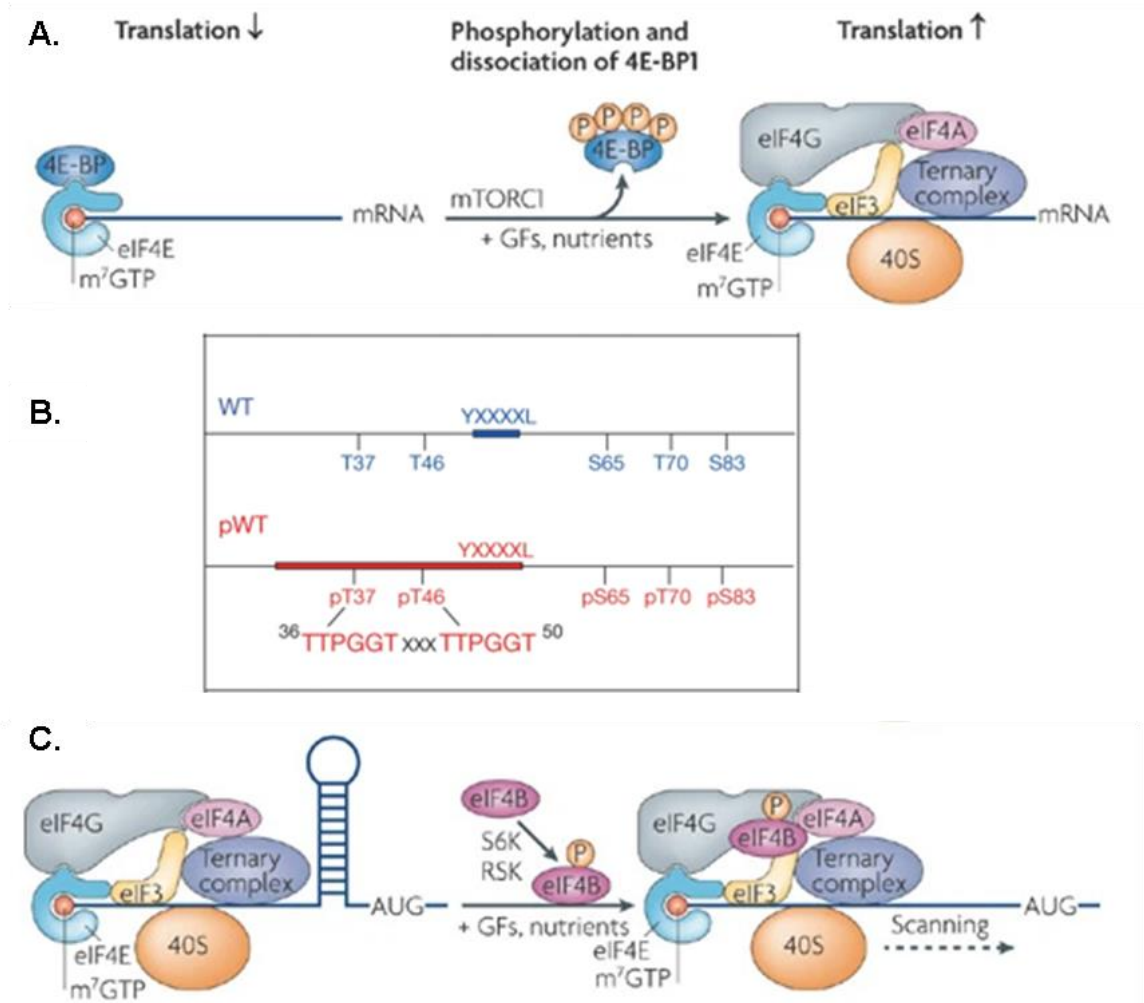 A.
Translation ↓
Phosphorylation and
dissociation of 4E-BP1
Translation ↑
4E-BP
eIF4E
m⁷GTP
mRNA
P P P P
4E-BP
mTORC1
+ GFs, nutrients
eIF4G
eIF4A
Ternary
complex
eIF3
mRNA
eIF4E
40S
m⁷GTP
B.
WT
YXXXXL
T37 T46 S65 T70 S83
pWT
YXXXXL
pT37 pT46 pS65 pT70 pS83
³⁶TTPGGTxxxTTPGGT⁵⁰
C.
eIF4G
eIF4A
Ternary
complex
eIF3
AUG
eIF4E
40S
m⁷GTP
eIF4B
S6K
RSK
P
eIF4B
+ GFs, nutrients
eIF4G
P
eIF4B
eIF4A
Ternary
complex
eIF3
AUG
Scanning
eIF4E
40S
m⁷GTP